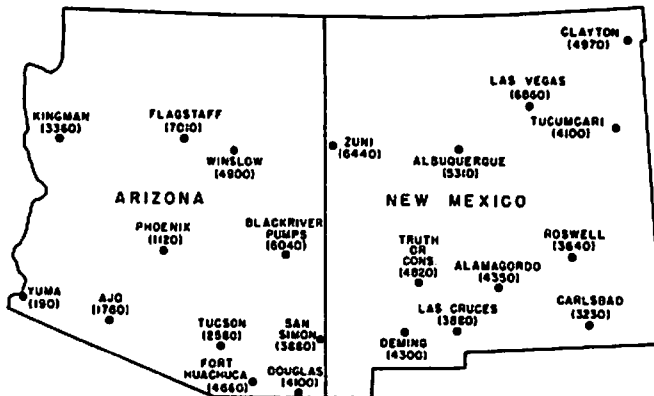 CLAYTON
(4970)
LAS VEGAS
(6860)
KINGMAN
(3360)
FLAGSTAFF
(7010)
TUCUMCARI
(4100)
WINSLOW
(4900)
ZUNI
(6440)
ALBUQUERQUE
(5310)
ARIZONA
NEW MEXICO
PHOENIX
(1120)
BLACKRIVER
PUMPS
(6040)
TRUTH
OR
CONS.
(4820)
ALAMAGORDO
(4350)
ROSWELL
(3640)
YUMA
(190)
AJO
(1760)
TUCSON
(2580)
SAN
SIMON
(3880)
LAS CRUCES
(3880)
CARLSBAD
(3230)
DEMING
(4300)
FORT
HUACHUCA
(4660)
DOUGLAS
(4100)